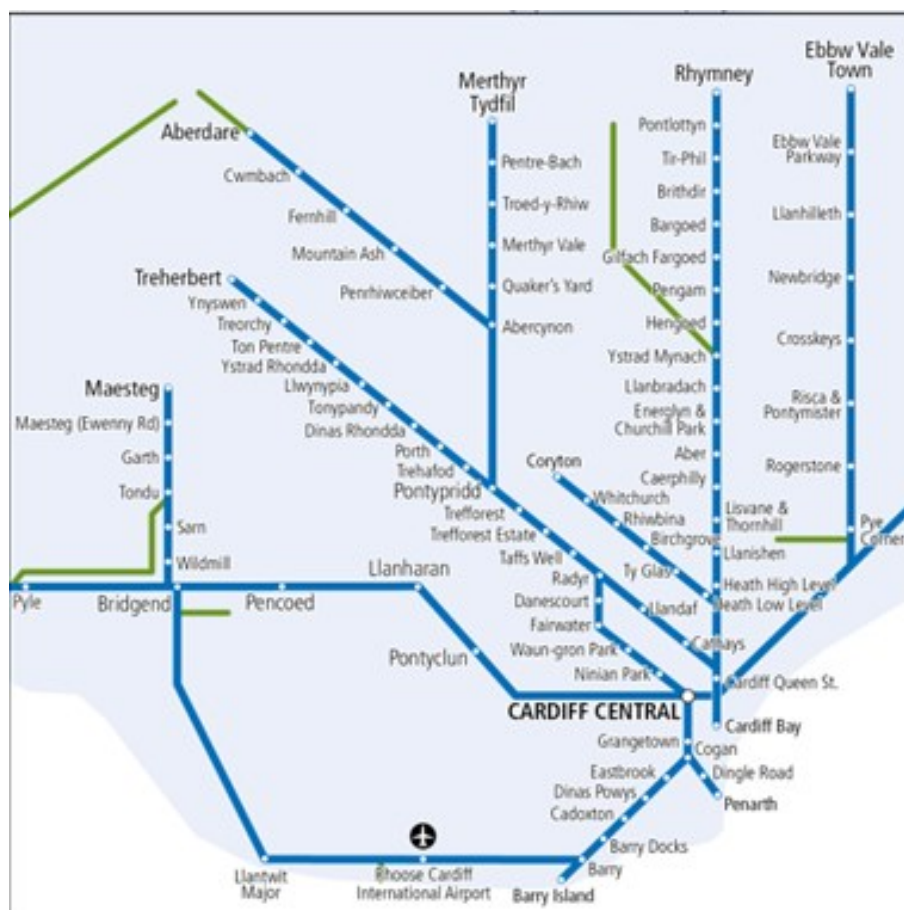 Ebbw Vale
Town
Merthyr
Tydfil
Rhymney
Aberdare
Pontlottyn
Ebbw Vale
Parkway
Cwmbach
Pentre-Bach
Tir-Phil
Fernhill
Troed-y-Rhiw
Brithdir
Llanhilleth
Mountain Ash
Merthyr Vale
Bargoed
Gilfach Fargoed
Treherbert
Penrhiwceiber
Quaker's Yard
Pengam
Newbridge
Ynyswen
Treorchy
Abercynon
Hengoed
Ton Pentre
Crosskeys
Ystrad Rhondda
Ystrad Mynach
Maesteg
Llwynypia
Llanbradach
Tonypandy
Risca &
Pontymister
Maesteg (Ewenny Rd)
Dinas Rhondda
Energlyn &
Churchill Park
Garth
Porth
Aber
Trehafod
Coryton
Rogerstone
Tondu
Pontypridd
Caerphilly
Whitchurch
Trefforest
Rhiwbina
Lisvane &
Thornhill
Sarn
Trefforest Estate
Birchgrove
Pye
Corner
Wildmill
Taffs Well
Llanishen
Llanharan
Radyr
Ty Glas
Heath High Level
Pyle
Bridgend
Pencoed
Danescourt
Llandaf
Heath Low Level
Fairwater
Pontyclun
Waun-gron Park
Cathays
Ninian Park
Cardiff Queen St.
CARDIFF CENTRAL
Cardiff Bay
Grangetown
Cogan
Eastbrook
Dingle Road
Dinas Powys
Penarth
Cadoxton
Barry Docks
Llantwit
Major
Rhoose Cardiff
International Airport
Barry
Barry Island